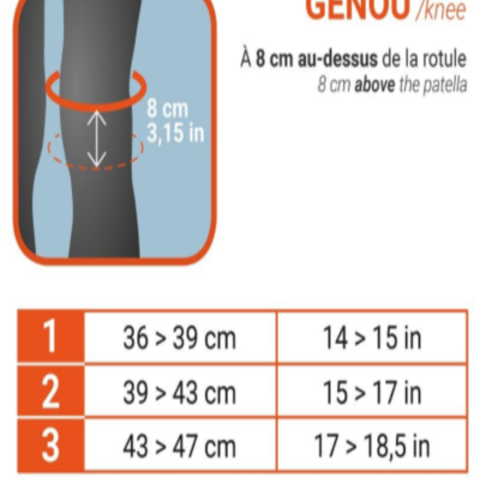 GENOU /knee
À 8 cm au-dessus de la rotule
8 cm above the patella
8 cm
3,15 in
1 36 > 39 cm 14 > 15 in
2 39 > 43 cm 15 > 17 in
3 43 > 47 cm 17 > 18,5 in